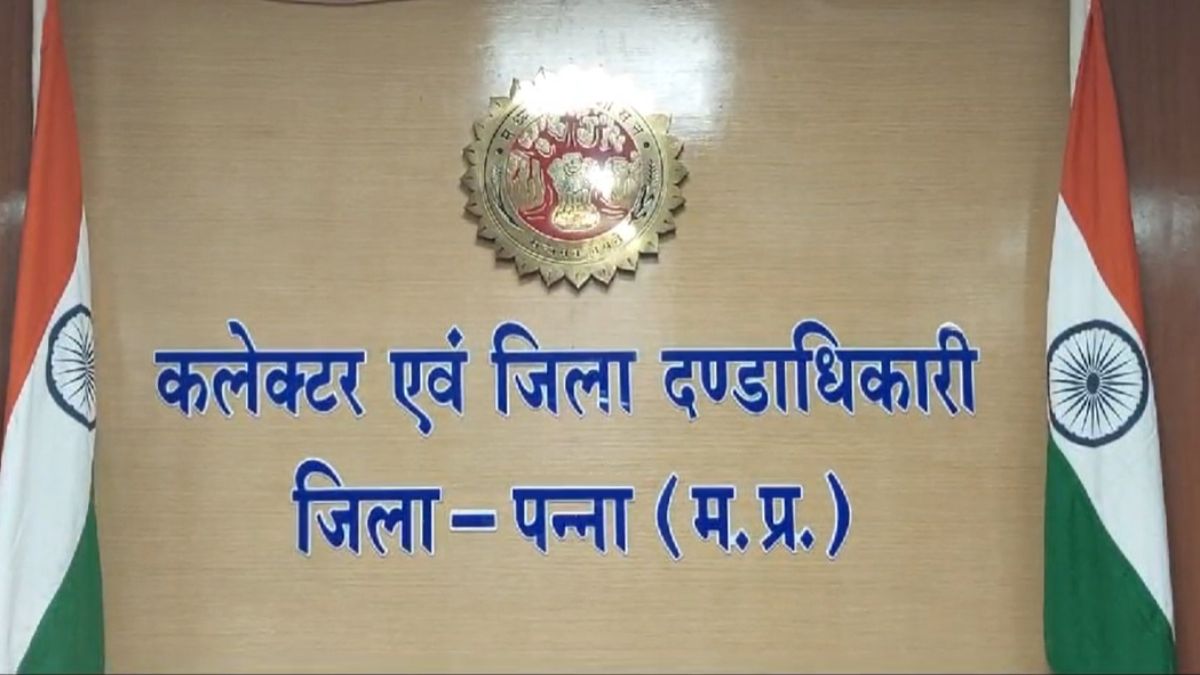 कलेक्टर एवं जिला दण्डाधिकारी
जिला – पन्ना (म.प्र.)